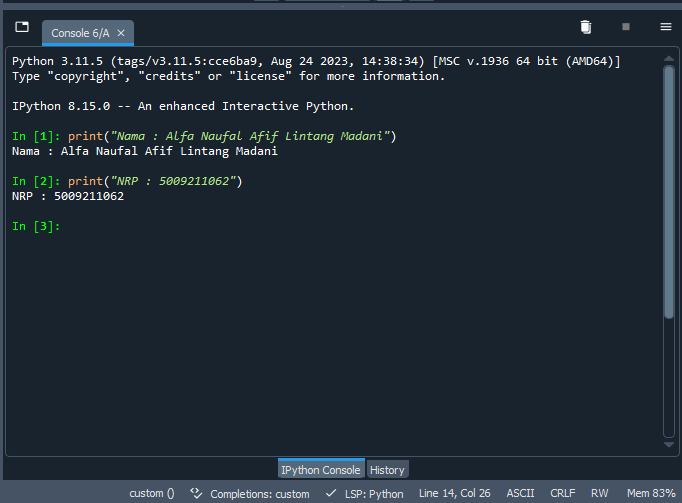 Console 6/A
Python 3.11.5 (tags/v3.11.5:cce6ba9, Aug 24 2023, 14:38:34) [MSC v.1936 64 bit (AMD64)]
Type "copyright", "credits" or "license" for more information.
IPython 8.15.0 -- An enhanced Interactive Python.
In [1]: print("Nama : Alfa Naufal Afif Lintang Madani")
Nama : Alfa Naufal Afif Lintang Madani
In [2]: print("NRP : 5009211062")
NRP : 5009211062
In [3]:
IPython Console History
custom () Completions: custom LSP: Python Line 14, Col 26 ASCII CRLF RW Mem 83%